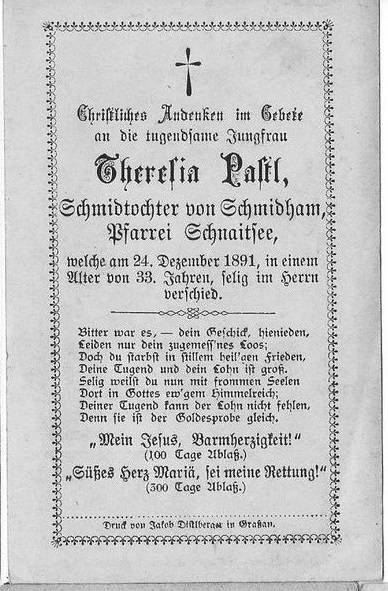 Christliches Andenken im Gebete
an die tugendsame Jungfrau
Theresia Pastl,
Schmidtochter von Schmidham,
Pfarrei Schnaitsee,
welche am 24. Dezember 1891, in einem
Alter von 33. Jahren, selig im Herrn
verschied.
Bitter war es, — dein Geschick, hienieden,
Leiden nur dein zugemess'nes Loos;
Doch du starbst in stillem heil'gen Frieden,
Deine Tugend und dein Lohn ist groß.
Selig weilst du nun mit frommen Seelen
Dort in Gottes ew'gem Himmelreich;
Deiner Tugend kann der Lohn nicht fehlen,
Denn sie ist der Goldesprobe gleich.
„Mein Jesus, Barmherzigkeit!"
(100 Tage Ablaß.)
„Süßes Herz Mariä, sei meine Rettung!"
(300 Tage Ablaß.)
Druck von Jakob Distlberger in Graßau.